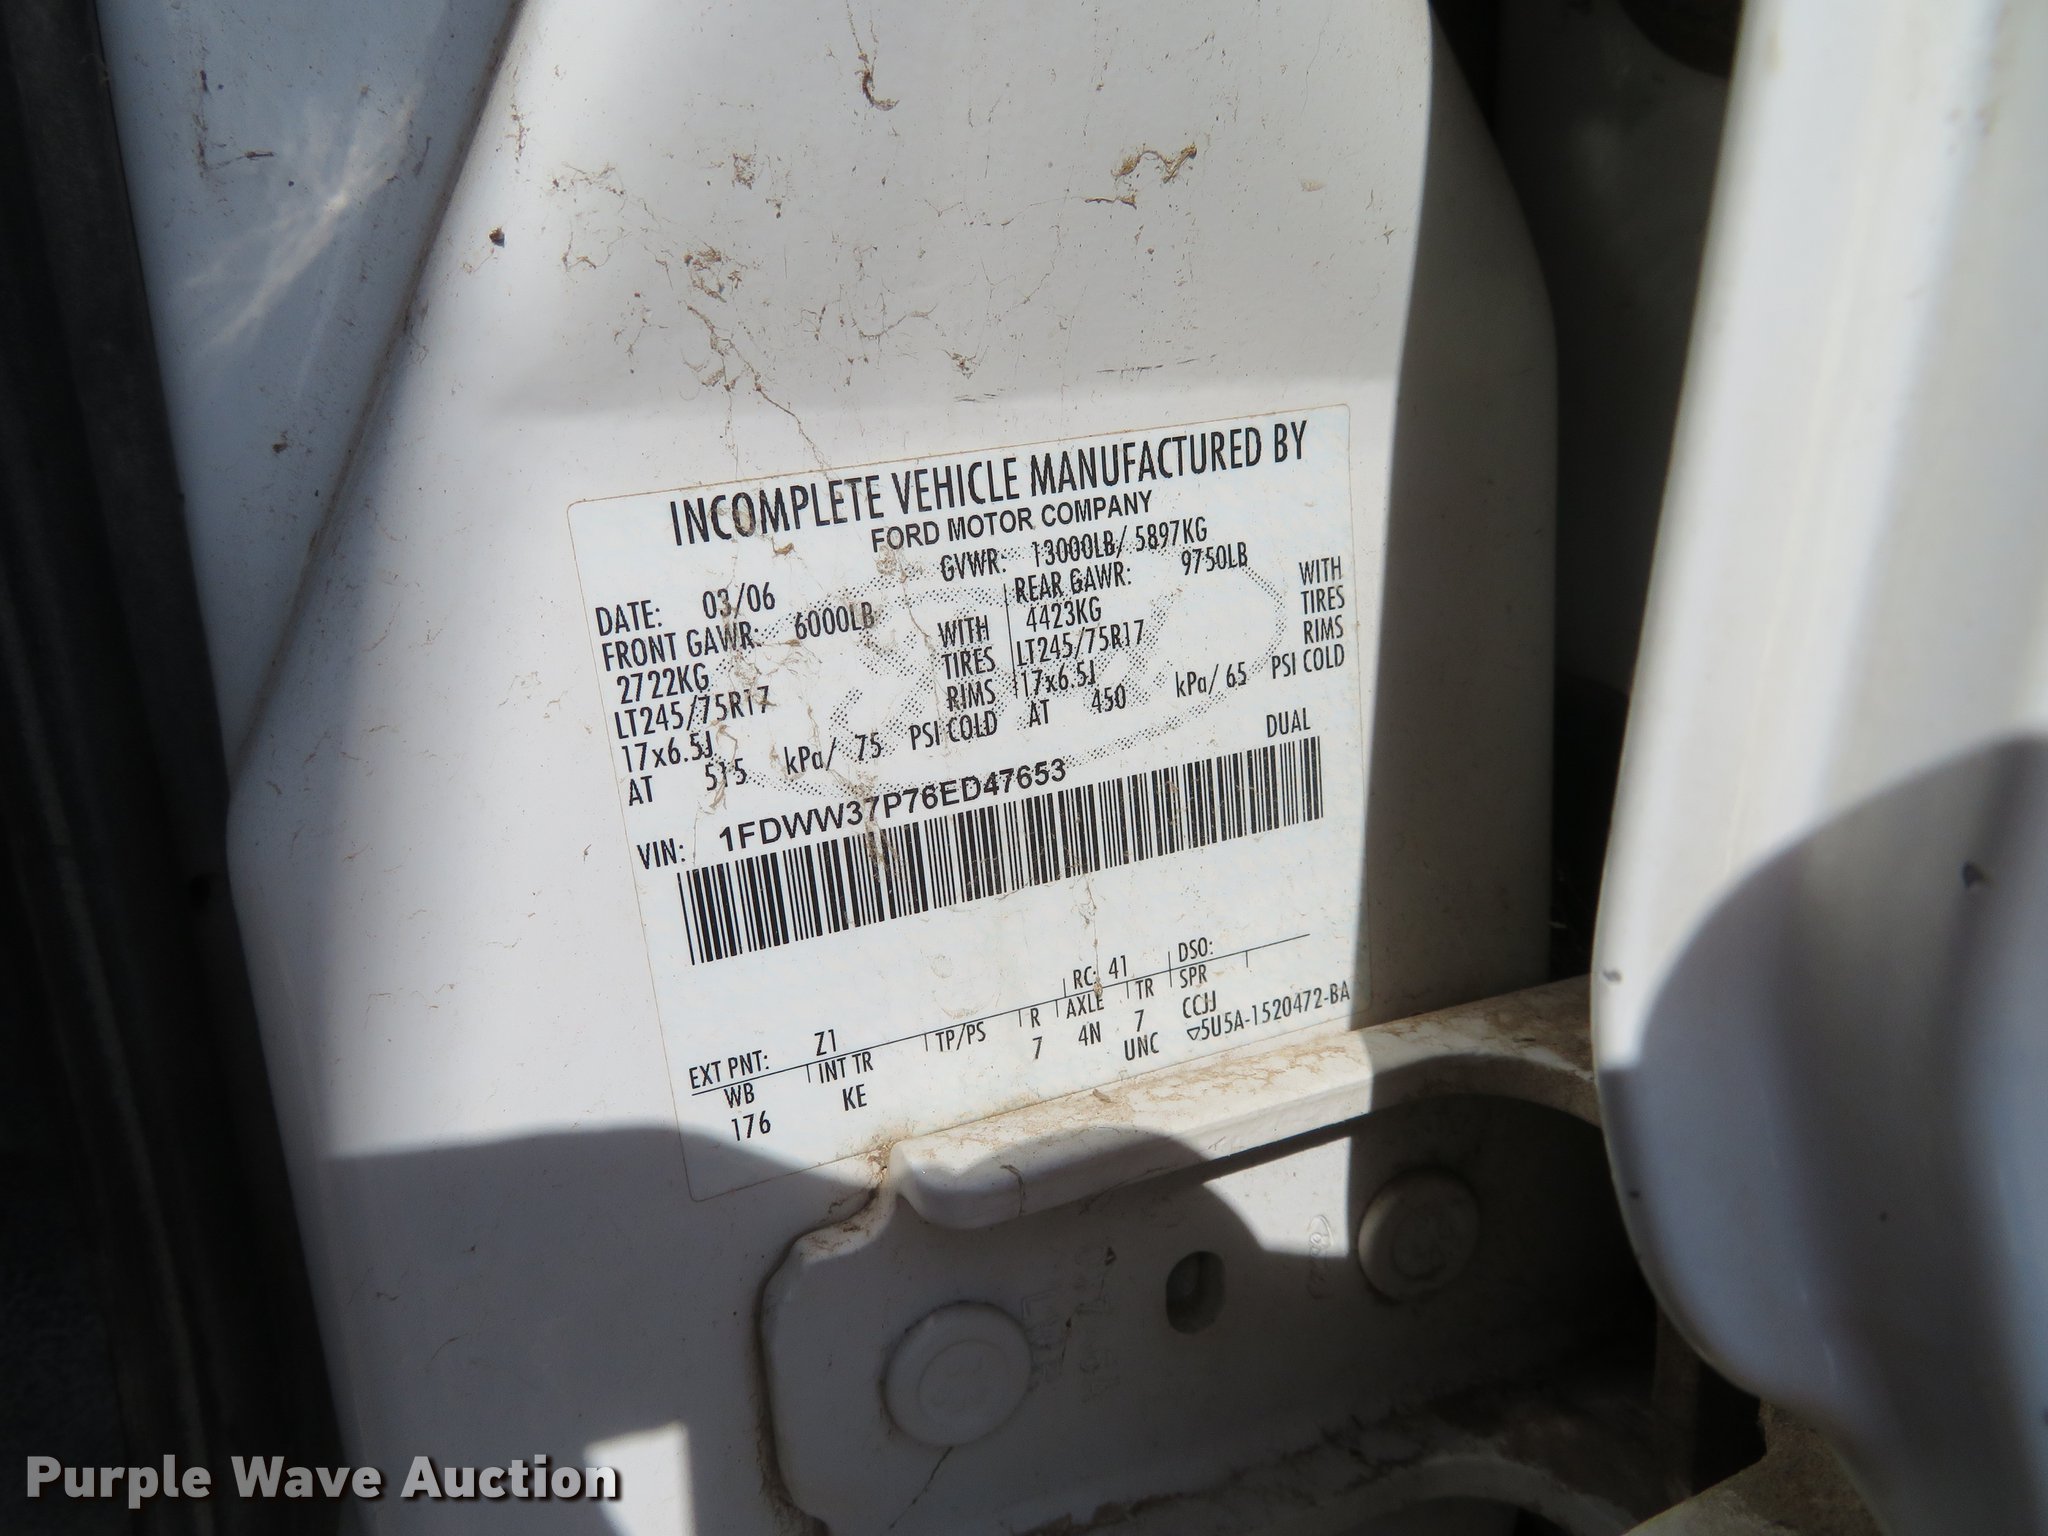 INCOMPLETE VEHICLE MANUFACTURED BY
FORD MOTOR COMPANY
DATE: 03/06 GVWR: 13000LB/ 5897KG
FRONT GAWR: 6000LB REAR GAWR: 9750LB
2722KG WITH 4423KG WITH
LT245/75R17 TIRES LT245/75R17 TIRES
17x6.5J RIMS 17x6.5J RIMS
AT 515 kPa/ 75 PSI COLD AT 450 kPa/ 65 PSI COLD
VIN: 1FDWW37P76ED47653 DUAL
EXT PNT: Z1 RC: 41 DSO:
WB INT TR TP/PS R AXLE TR SPR
176 KE 7 4N 7 CCJJ
UNC ▽5U5A-1520472-BA
Purple Wave Auction